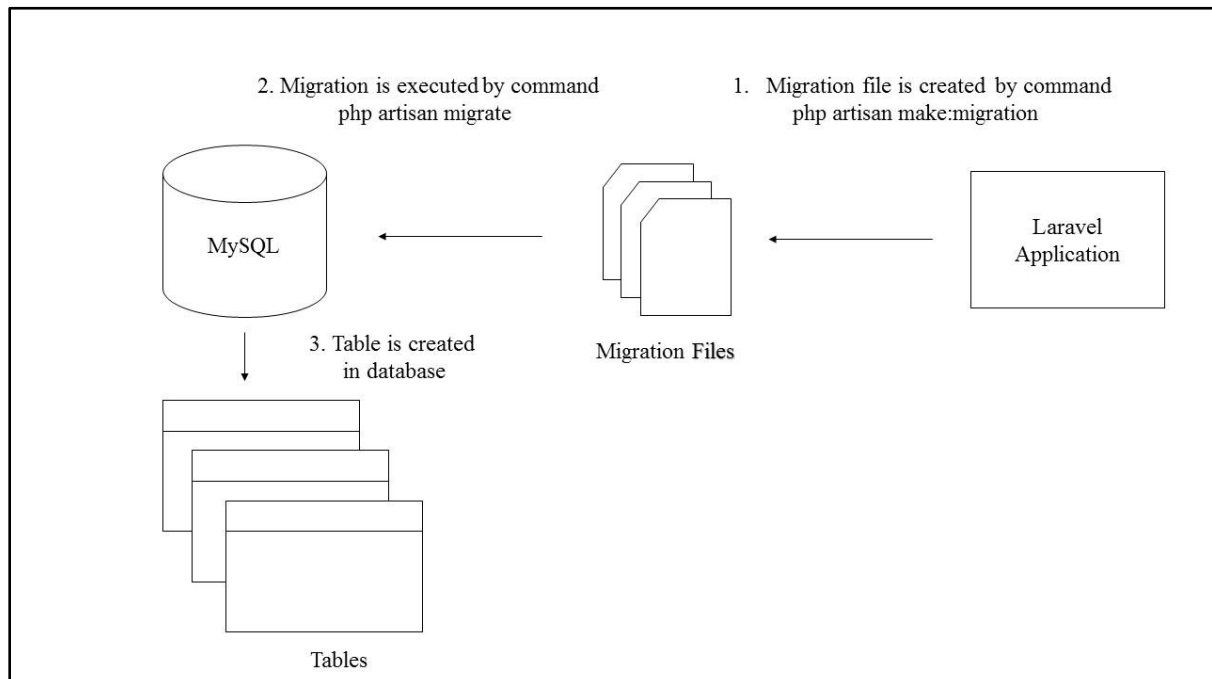 2. Migration is executed by command
php artisan migrate
1. Migration file is created by command
php artisan make:migration
MySQL
Laravel
Application
3. Table is created
in database
Migration Files
Tables